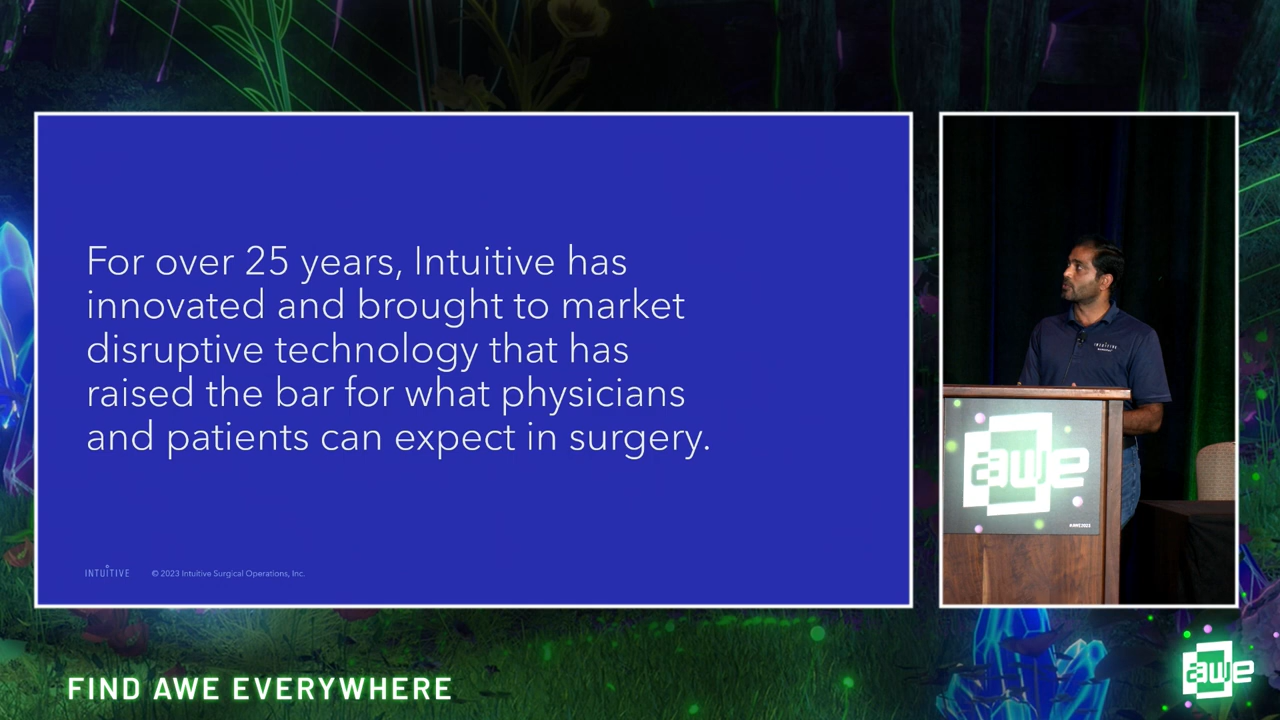 For over 25 years, Intuitive has
innovated and brought to market
disruptive technology that has
raised the bar for what physicians
and patients can expect in surgery.
INTUITIVE © 2023 Intuitive Surgical Operations, Inc.
INTUITIVE
awe
#AWE2023
FIND AWE EVERYWHERE
awe